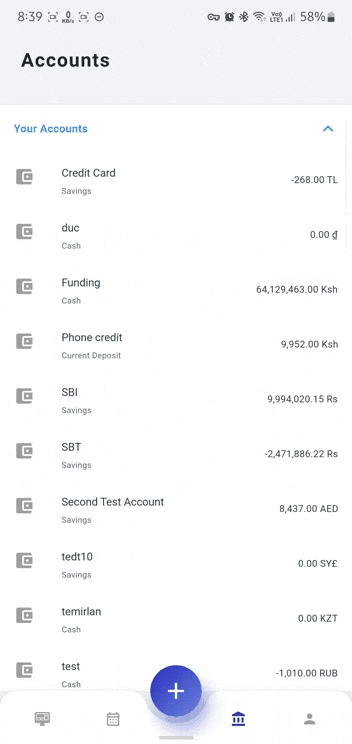 8:39 0 KB/s Vo) LTE1 58%
Accounts
Your Accounts
Credit Card
Savings
-268.00 TL
duc
Cash
0.00 ₫
Funding
Cash
64,129,463.00 Ksh
Phone credit
Current Deposit
9,952.00 Ksh
SBI
Savings
9,994,020.15 Rs
SBT
Savings
-2,471,886.22 Rs
Second Test Account
Savings
8,437.00 AED
tedt10
Savings
0.00 SY£
temirlan
Cash
0.00 KZT
test
Cash
-1,010.00 RUB